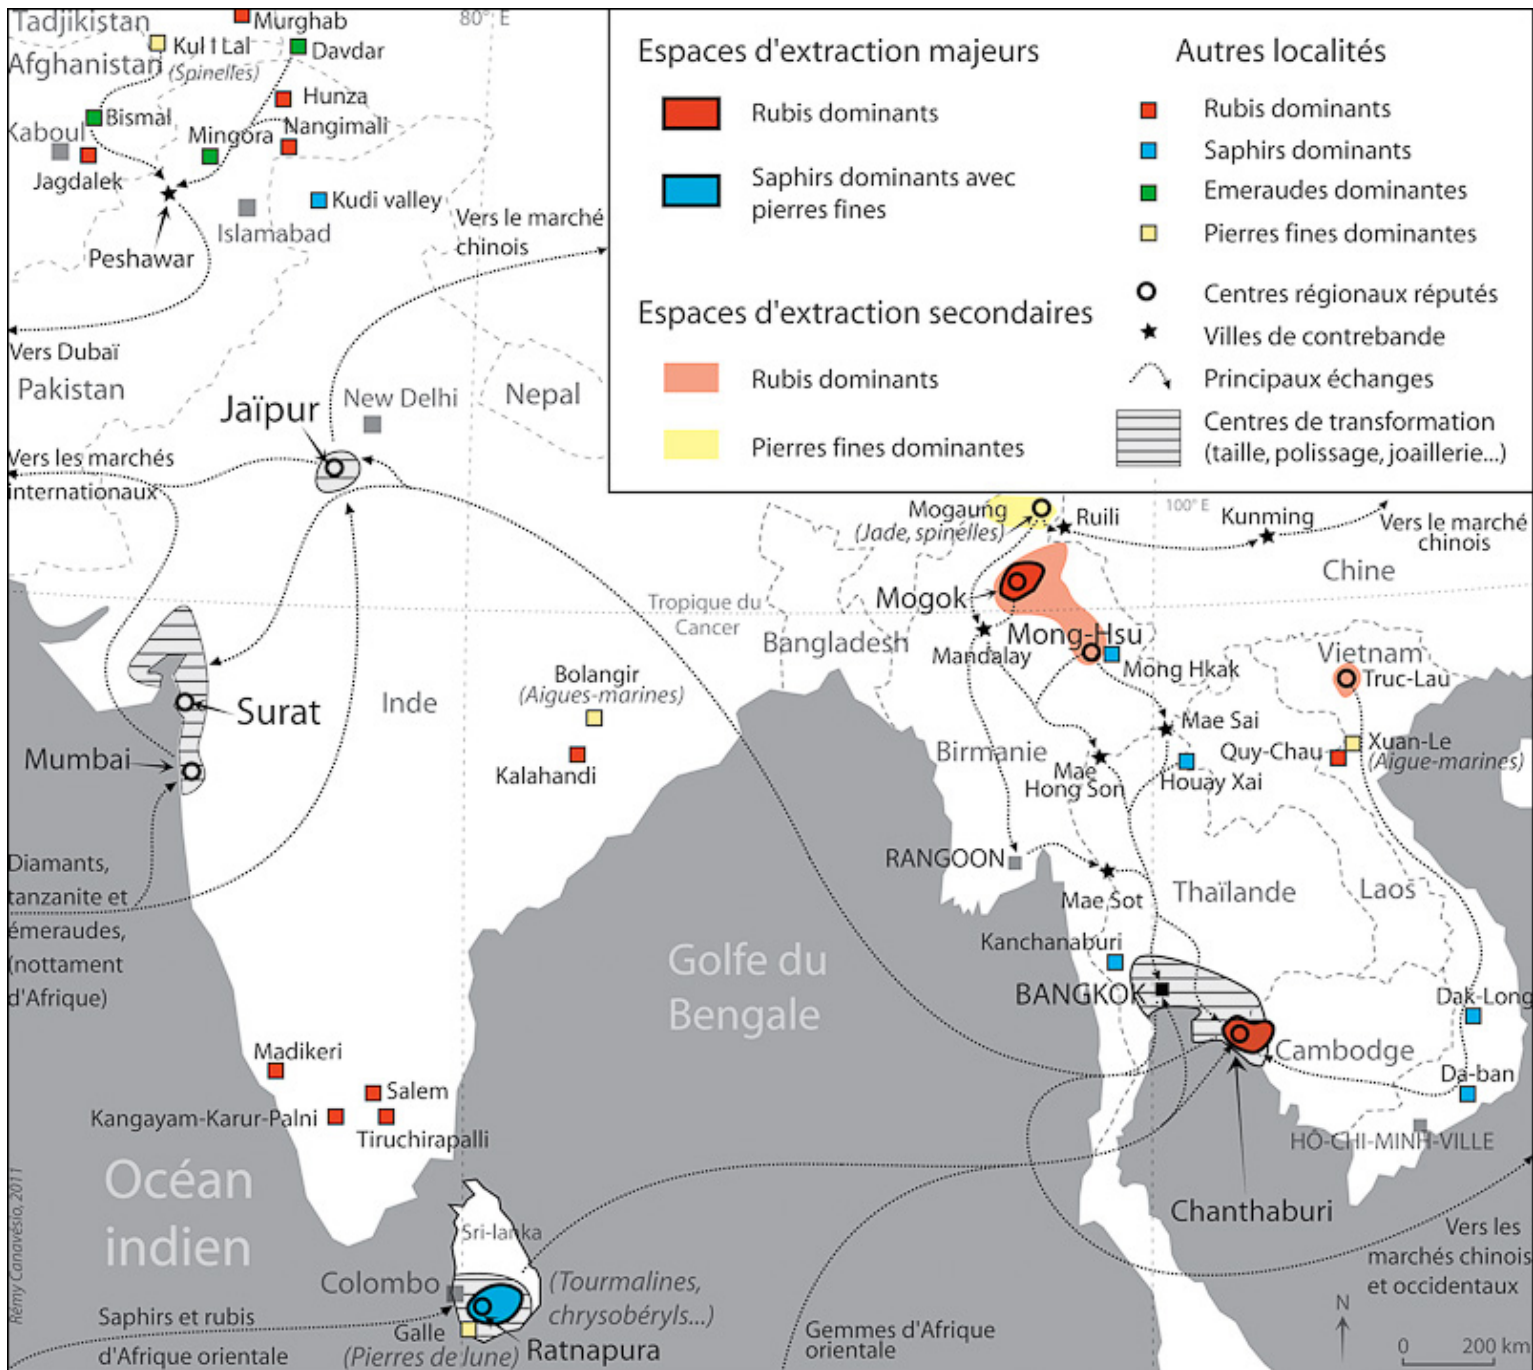 Tadjikistan
Murghab
80° E
Kul I Lal
(Spinelles)
Davdar
Afghanistan
Hunza
Bismal
Kaboul
Mingora
Nangimali
Jagdalek
Kudi valley
Islamabad
Peshawar
Vers le marché
chinois
Vers Dubaï
Pakistan
Jaïpur
New Delhi
Nepal
Vers les marchés
internationaux
Espaces d'extraction majeurs
Rubis dominants
Saphirs dominants avec
pierres fines
Espaces d'extraction secondaires
Rubis dominants
Pierres fines dominantes
Autres localités
Rubis dominants
Saphirs dominants
Emeraudes dominantes
Pierres fines dominantes
Centres régionaux réputés
Villes de contrebande
Principaux échanges
Centres de transformation
(taille, polissage, joaillerie...)
Mogaung
(Jade, spinelles)
Ruili
100° E
Kunming
Vers le marché
chinois
Chine
Mogok
Tropique du
Cancer
Bangladesh
Mandalay
Mong-Hsu
Mong Hkak
Vietnam
Truc-Lau
Bolangir
(Aigues-marines)
Inde
Surat
Kalahandi
Mumbai
Birmanie
Mae Sai
Mae
Hong Son
Houay Xai
Quy-Chau
Xuan-Le
(Aigue-marines)
Diamants,
tanzanite et
émeraudes,
(nottament
d'Afrique)
RANGOON
Mae Sot
Thaïlande
Laos
Golfe du
Bengale
Kanchanaburi
BANGKOK
Dak-Long
Cambodge
Da-ban
Madikeri
Salem
Kangayam-Karur-Palni
Tiruchirapalli
HÔ-CHI-MINH-VILLE
Océan
indien
Chanthaburi
Sri-lanka
Vers les
marchés chinois
et occidentaux
Colombo
(Tourmalines,
chrysobéryls...)
Saphirs et rubis
d'Afrique orientale
Galle
(Pierres de lune)
Ratnapura
Gemmes d'Afrique
orientale
N
0 200 km
Rémy Canavésio, 2011